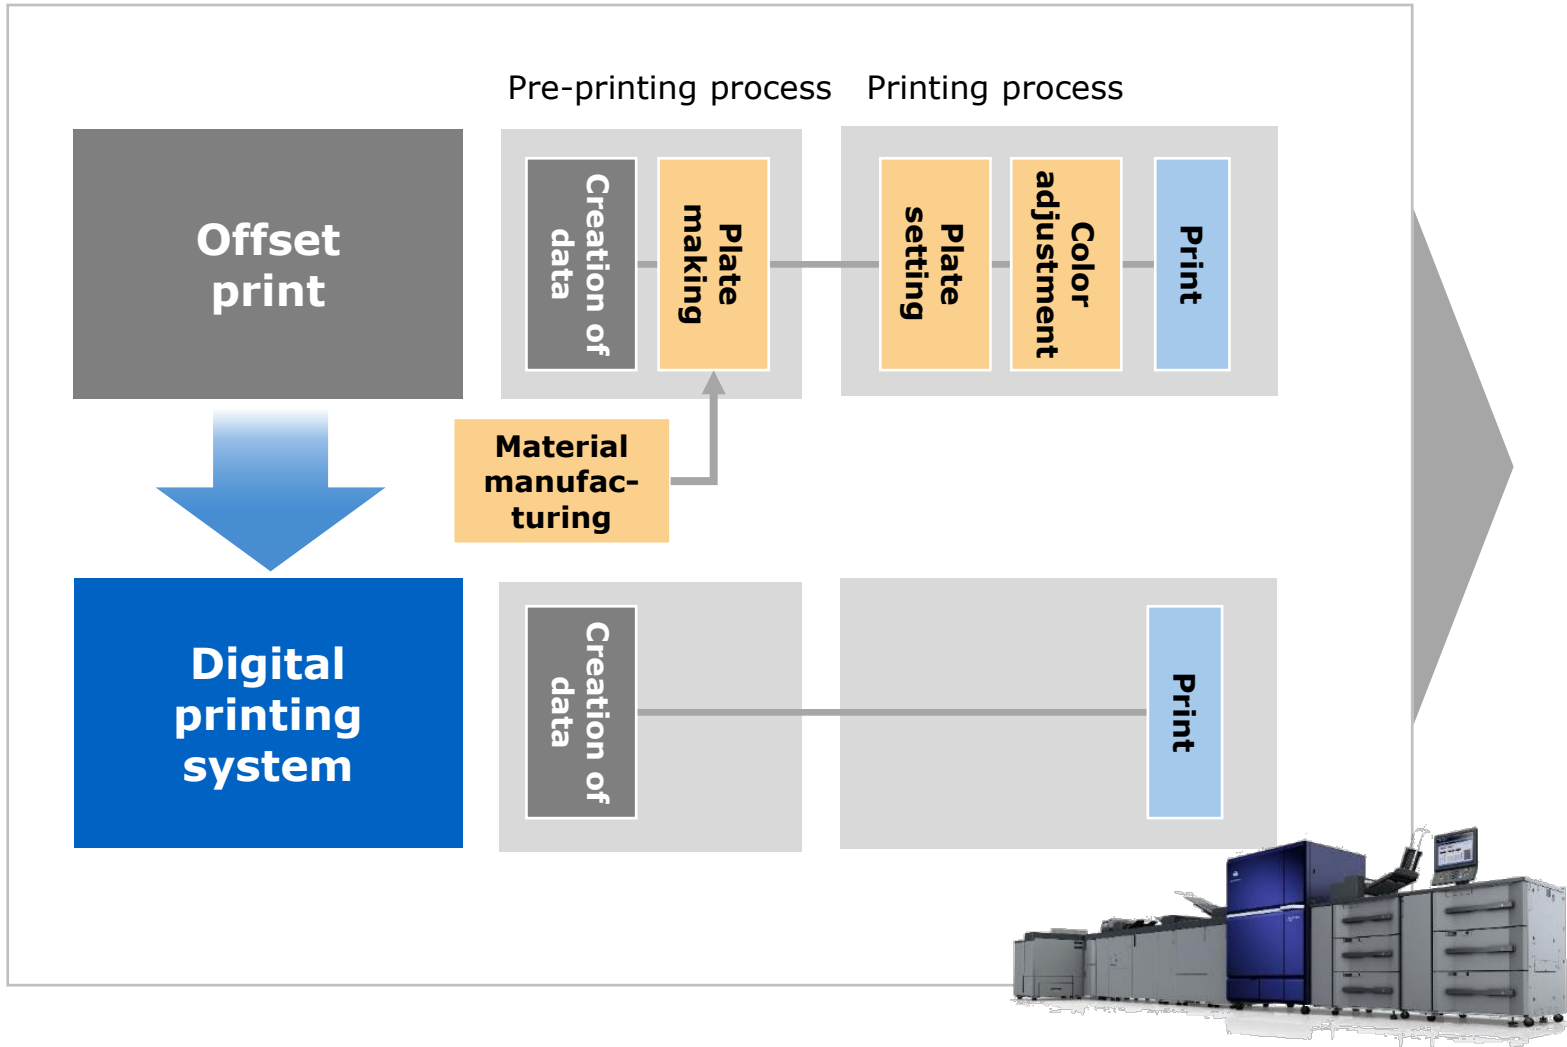 Pre-printing process
Printing process
Offset
print
Creation of
data
Plate
making
Plate
setting
Color
adjustment
Print
Material
manufac-
turing
Digital
printing
system
Creation of
data
Print